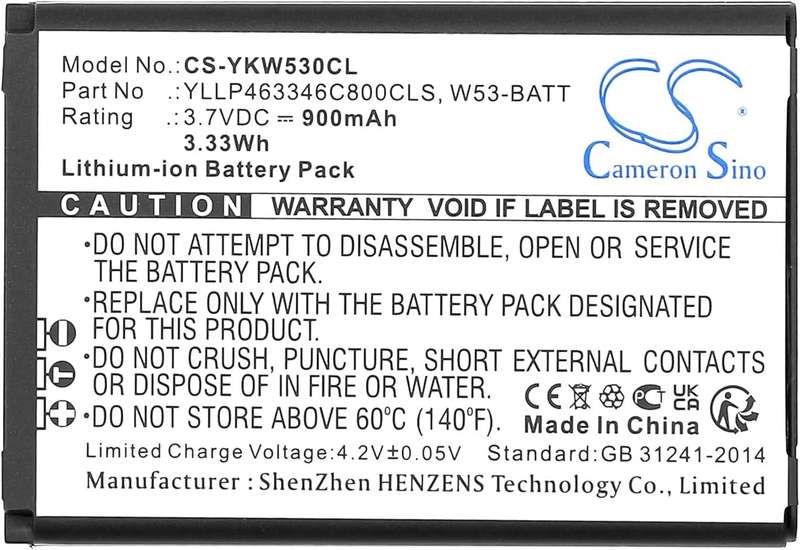 Model No.: CS-YKW530CL
Part No : YLLP463346C800CLS, W53-BATT
Rating : 3.7VDC ⎓ 900mAh
3.33Wh
Lithium-ion Battery Pack
CS
Cameron Sino
CAUTION WARRANTY VOID IF LABEL IS REMOVED
•DO NOT ATTEMPT TO DISASSEMBLE, OPEN OR SERVICE
THE BATTERY PACK.
•REPLACE ONLY WITH THE BATTERY PACK DESIGNATED
FOR THIS PRODUCT.
•DO NOT CRUSH, PUNCTURE, SHORT EXTERNAL CONTACTS
OR DISPOSE OF IN FIRE OR WATER.
•DO NOT STORE ABOVE 60°C (140°F).
CE PCT UK CA
Made In China
Limited Charge Voltage:4.2V±0.05V Standard:GB 31241-2014
Manufacturer : ShenZhen HENZENS Technology Co., Limited
- T +